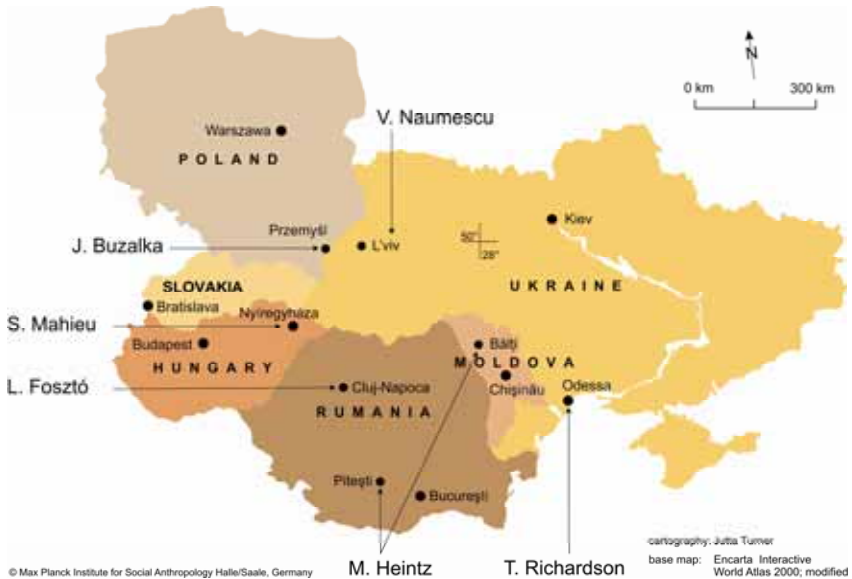 N
0 km 300 km
V. Naumescu
Warszawa
POLAND
Kiev
Przemyśl
L'viv
50°
28°
J. Buzalka
UKRAINE
SLOVAKIA
Bratislava
Nyíregyháza
S. Mahieu
Budapest
HUNGARY
Bălţi
MOLDOVA
Chişinău
Odessa
L. Fosztó
Cluj-Napoca
RUMANIA
Piteşti
Bucureşti
cartography: Jutta Turner
base map: Encarta Interactive
World Atlas 2000; modified
© Max Planck Institute for Social Anthropology Halle/Saale, Germany
M. Heintz
T. Richardson